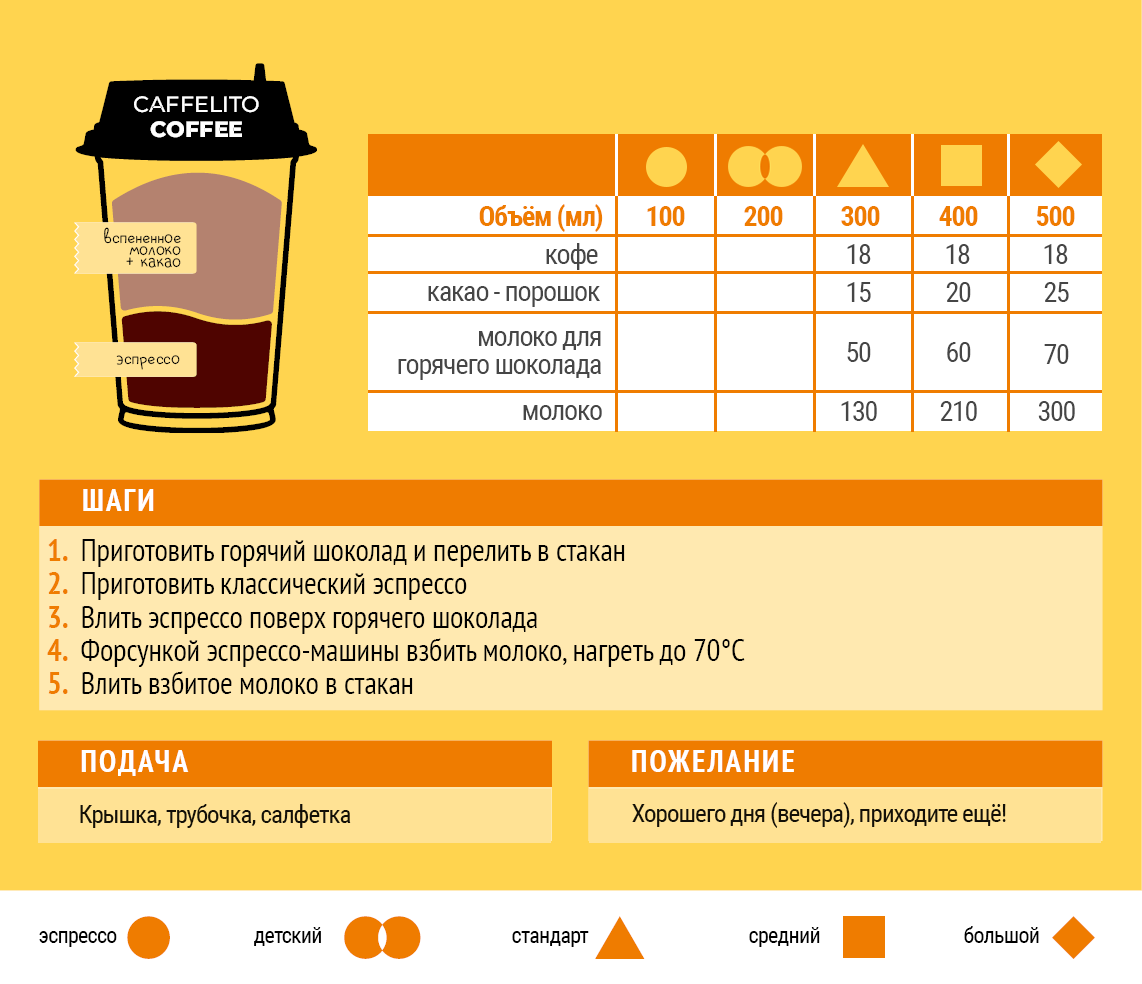 CAFFELITO
COFFEE
вспененное
молоко
+ какао
эспрессо
Объём (мл) 100 200 300 400 500
кофе 18 18 18
какао - порошок 15 20 25
молоко для
горячего шоколада 50 60 70
молоко 130 210 300
ШАГИ
1. Приготовить горячий шоколад и перелить в стакан
2. Приготовить классический эспрессо
3. Влить эспрессо поверх горячего шоколада
4. Форсункой эспрессо-машины взбить молоко, нагреть до 70°С
5. Влить взбитое молоко в стакан
ПОДАЧА
Крышка, трубочка, салфетка
ПОЖЕЛАНИЕ
Хорошего дня (вечера), приходите ещё!
эспрессо детский стандарт средний большой